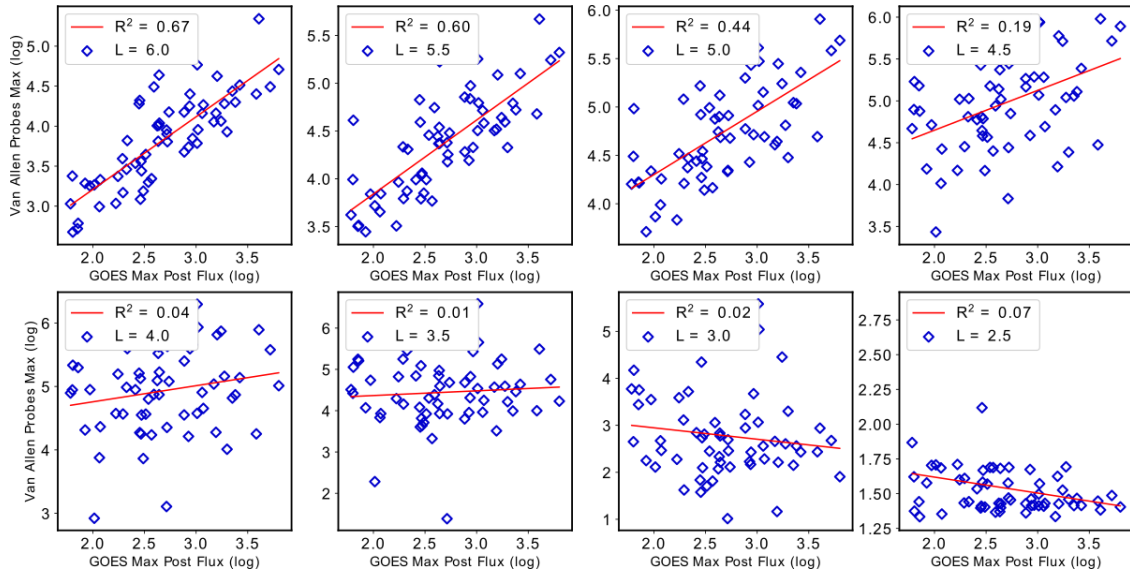 R² = 0.67
L = 6.0
5.0
4.5
4.0
3.5
3.0
Van Allen Probes Max (log)
2.0 2.5 3.0 3.5
GOES Max Post Flux (log)
R² = 0.60
L = 5.5
5.5
5.0
4.5
4.0
3.5
2.0 2.5 3.0 3.5
GOES Max Post Flux (log)
R² = 0.44
L = 5.0
6.0
5.5
5.0
4.5
4.0
2.0 2.5 3.0 3.5
GOES Max Post Flux (log)
R² = 0.19
L = 4.5
6.0
5.5
5.0
4.5
4.0
3.5
2.0 2.5 3.0 3.5
GOES Max Post Flux (log)
R² = 0.04
L = 4.0
6
5
4
3
Van Allen Probes Max (log)
2.0 2.5 3.0 3.5
GOES Max Post Flux (log)
R² = 0.01
L = 3.5
6
5
4
3
2
2.0 2.5 3.0 3.5
GOES Max Post Flux (log)
R² = 0.02
L = 3.0
5
4
3
2
1
2.0 2.5 3.0 3.5
GOES Max Post Flux (log)
R² = 0.07
L = 2.5
2.75
2.50
2.25
2.00
1.75
1.50
1.25
2.0 2.5 3.0 3.5
GOES Max Post Flux (log)